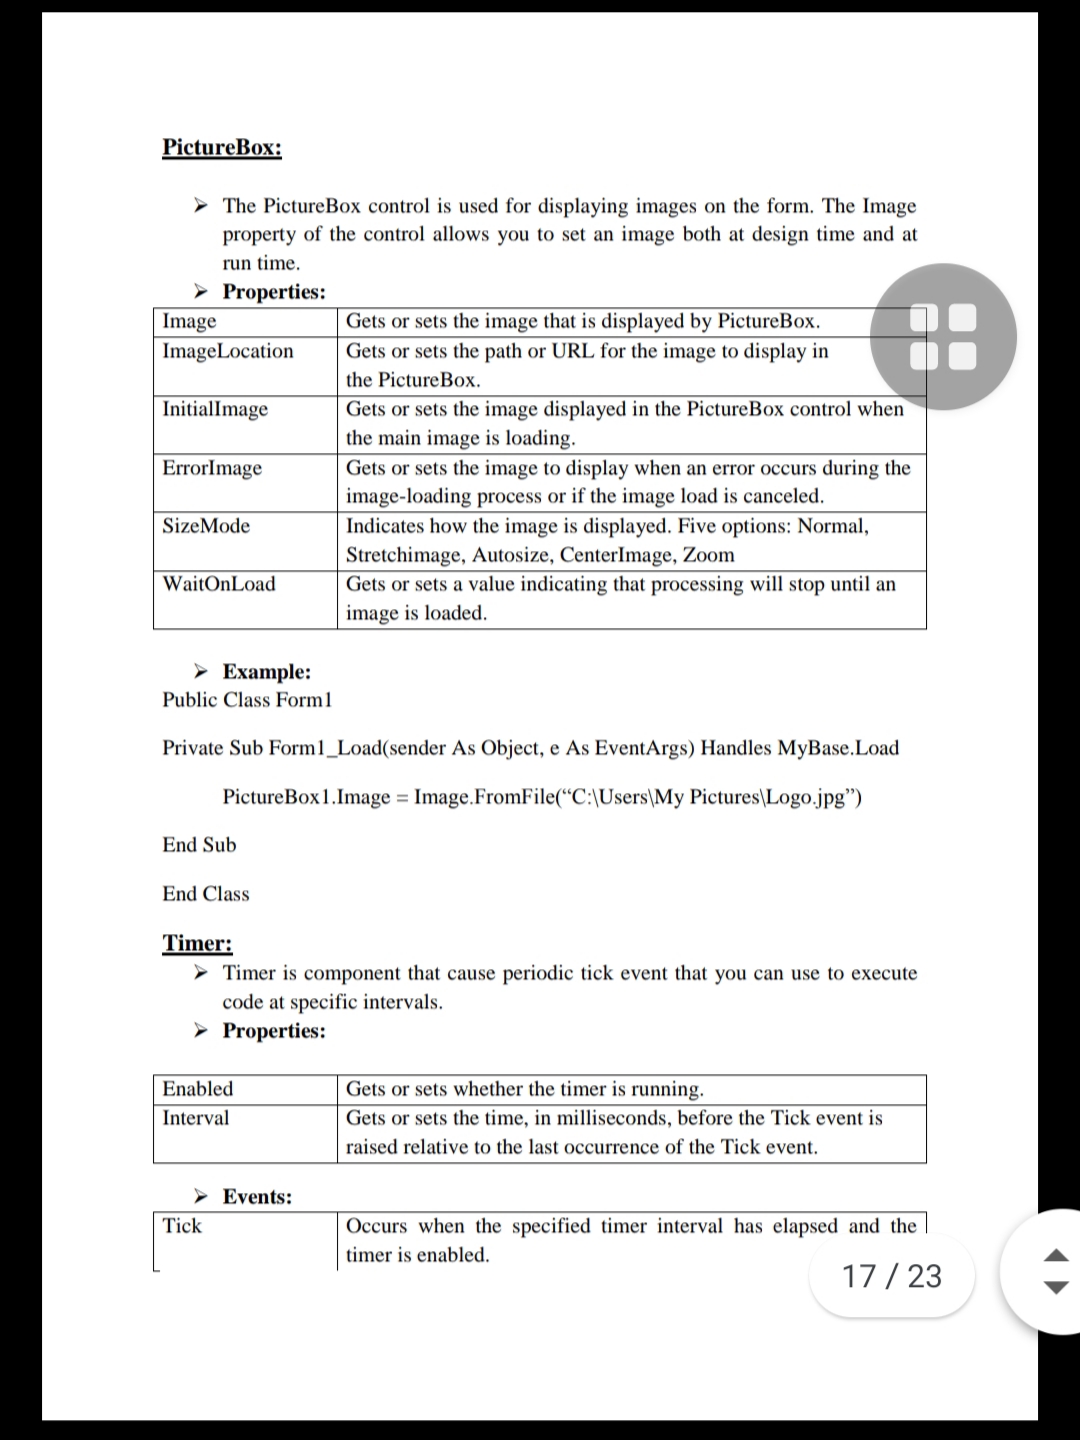 PictureBox:
➢ The PictureBox control is used for displaying images on the form. The Image
property of the control allows you to set an image both at design time and at
run time.
➢ Properties:
Image Gets or sets the image that is displayed by PictureBox.
ImageLocation Gets or sets the path or URL for the image to display in
the PictureBox.
InitialImage Gets or sets the image displayed in the PictureBox control when
the main image is loading.
ErrorImage Gets or sets the image to display when an error occurs during the
image-loading process or if the image load is canceled.
SizeMode Indicates how the image is displayed. Five options: Normal,
Stretchimage, Autosize, CenterImage, Zoom
WaitOnLoad Gets or sets a value indicating that processing will stop until an
image is loaded.
➢ Example:
Public Class Form1
Private Sub Form1_Load(sender As Object, e As EventArgs) Handles MyBase.Load
PictureBox1.Image = Image.FromFile(“C:\Users\My Pictures\Logo.jpg”)
End Sub
End Class
Timer:
➢ Timer is component that cause periodic tick event that you can use to execute
code at specific intervals.
➢ Properties:
Enabled Gets or sets whether the timer is running.
Interval Gets or sets the time, in milliseconds, before the Tick event is
raised relative to the last occurrence of the Tick event.
➢ Events:
Tick Occurs when the specified timer interval has elapsed and the
timer is enabled.
17 / 23